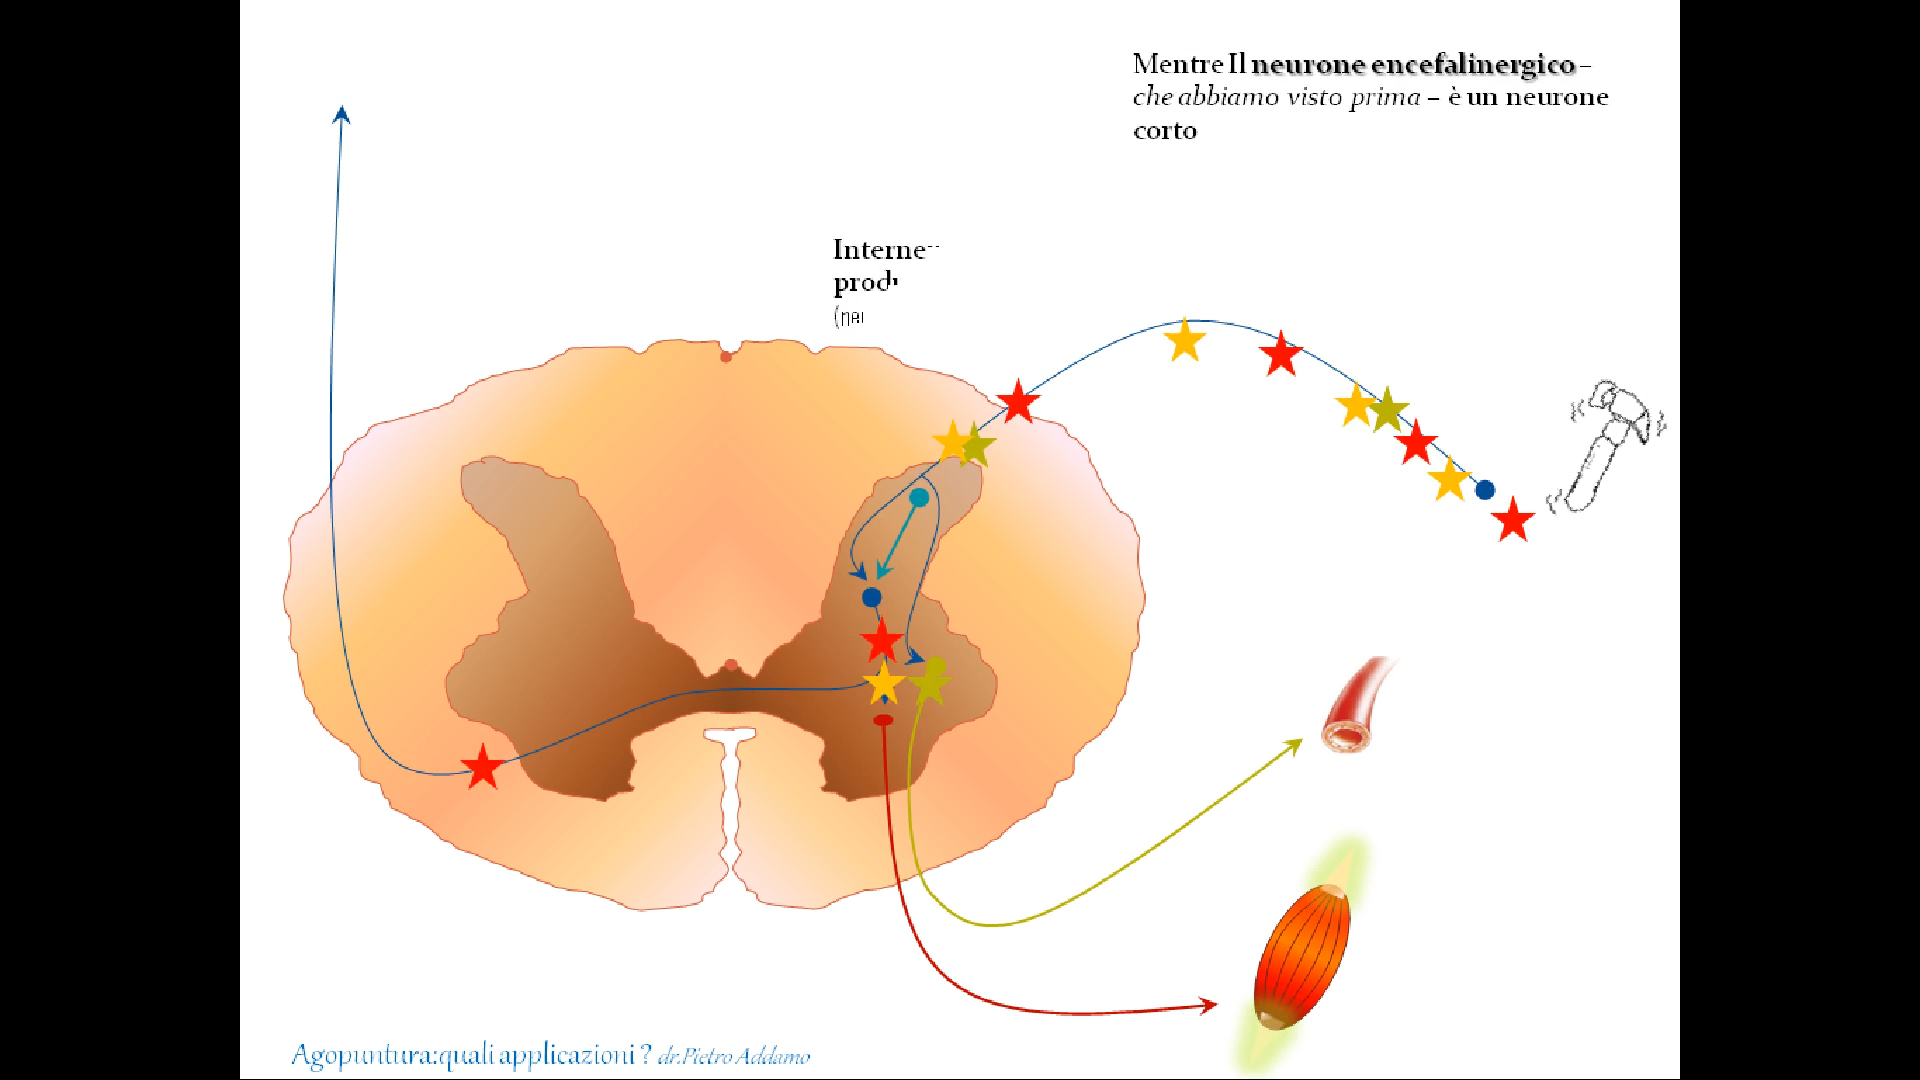 Mentre Il neurone encefalinergico –
che abbiamo visto prima – è un neurone
corto
Agopuntura:quali applicazioni ? dr.Pietro Addamo